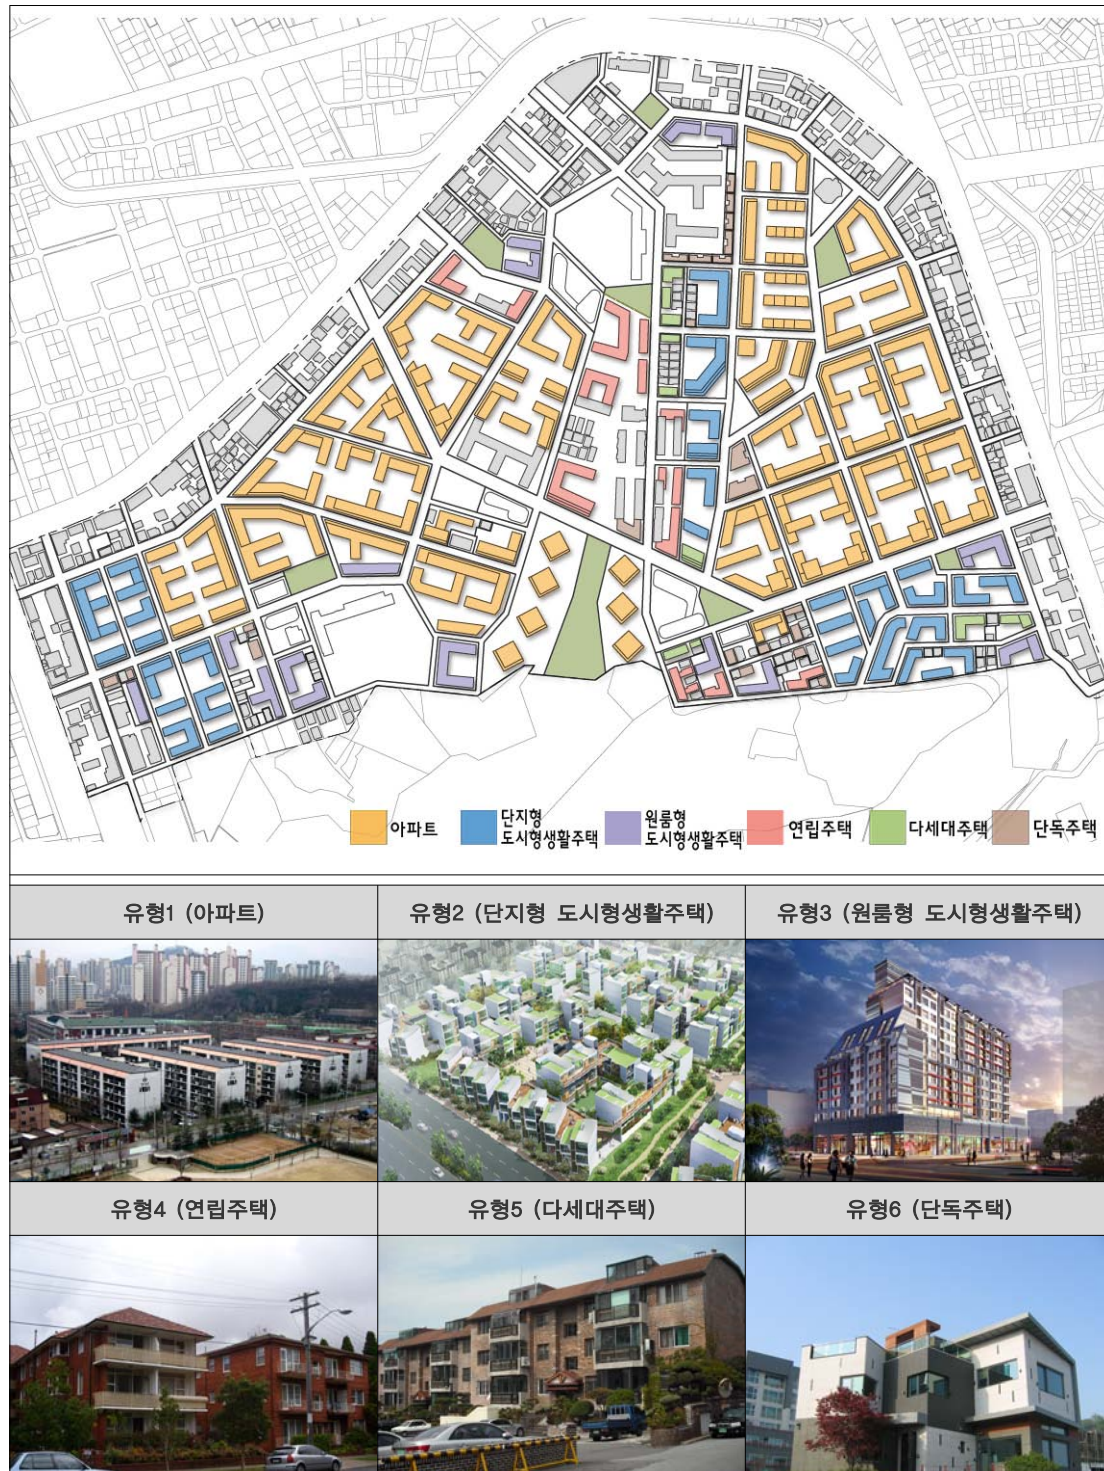 아파트
단지형
도시형생활주택
원룸형
도시형생활주택
연립주택
다세대주택
단독주택
유형1 (아파트)
유형2 (단지형 도시형생활주택)
유형3 (원룸형 도시형생활주택)
유형4 (연립주택)
유형5 (다세대주택)
유형6 (단독주택)